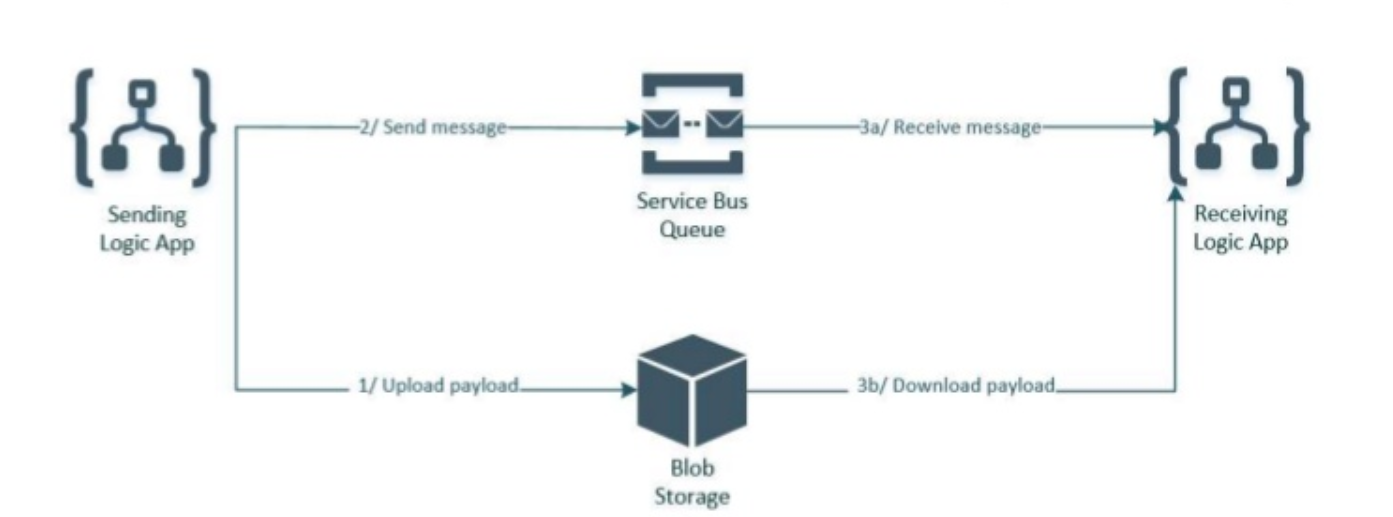 2/ Send message
3a/ Receive message
Sending
Logic App
Service Bus
Queue
Receiving
Logic App
1/ Upload payload
3b/ Download payload
Blob
Storage